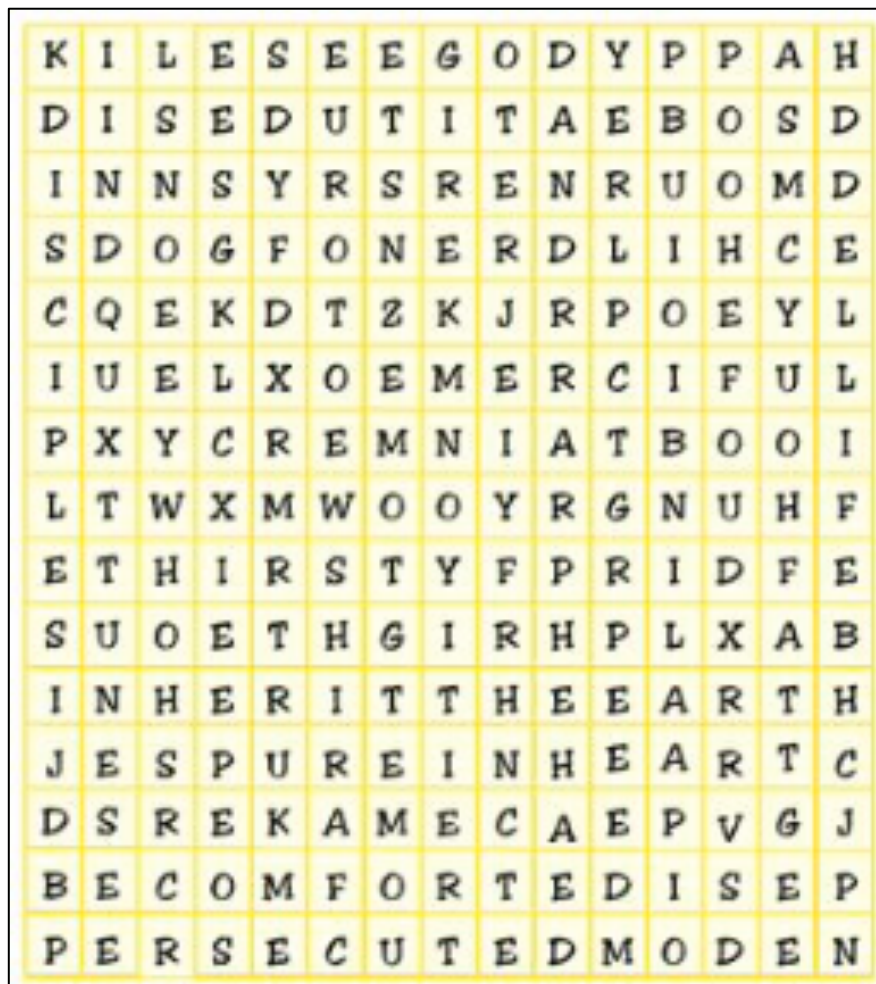 K I L E S E E G O D Y P P A H
D I S E D U T I T A E B O S D
I N N S Y R S R E N R U O M D
S D O G F O N E R D L I H C E
C Q E K D T Z K J R P O E Y L
I U E L X O E M E R C I F U L
P X Y C R E M N I A T B O O I
L T W X M W O O Y R G N U H F
E T H I R S T Y F P R I D F E
S U O E T H G I R H P L X A B
I N H E R I T T H E E A R T H
J E S P U R E I N H E A R T C
D S R E K A M E C A E P V G J
B E C O M F O R T E D I S E P
P E R S E C U T E D M O D E N